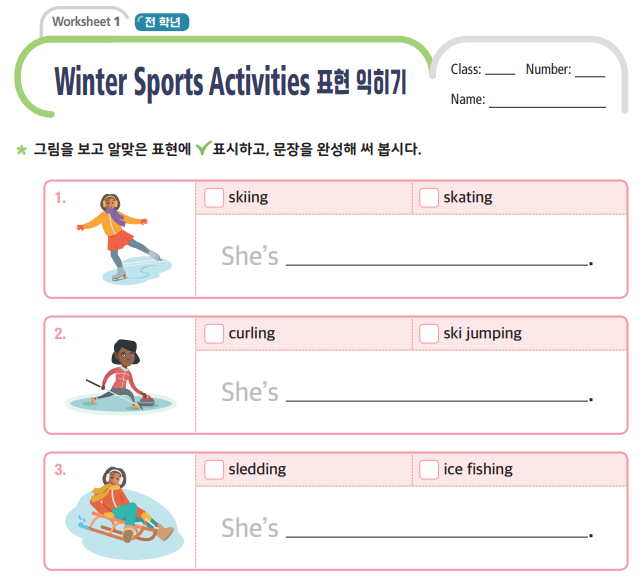 Worksheet 1 전 학년
Winter Sports Activities 표현 익히기
Class: ____ Number: ____
Name: ________________
* 그림을 보고 알맞은 표현에 ✓표시하고, 문장을 완성해 써 봅시다.
1. skiing skating
She's ______________________________.
2. curling ski jumping
She's ______________________________.
3. sledding ice fishing
She's ______________________________.